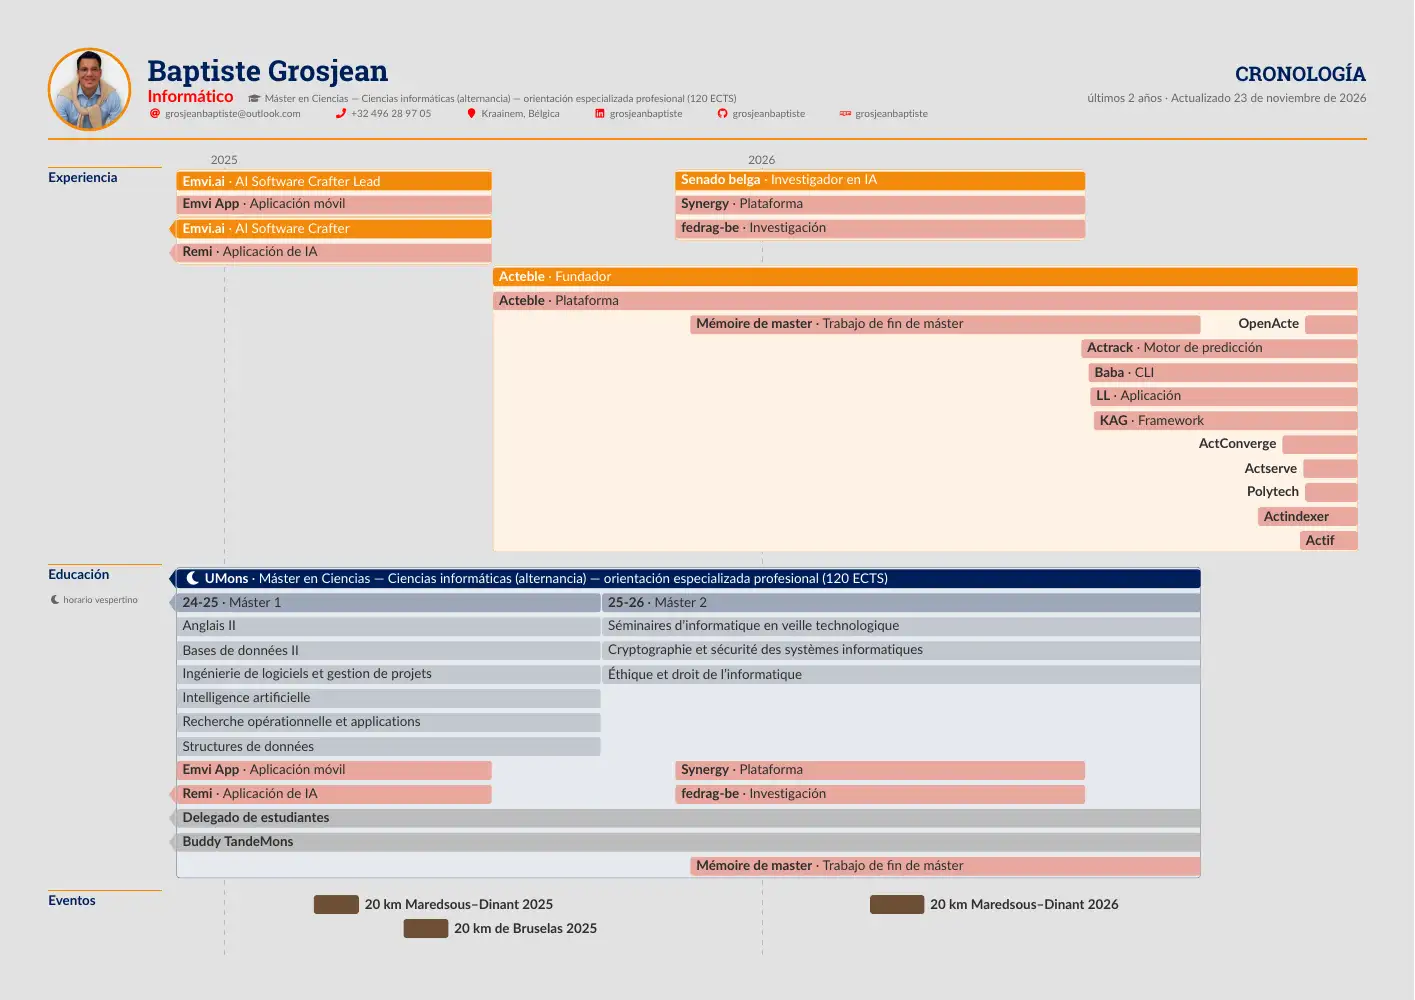 Baptiste Grosjean
CRONOLOGÍA
Informático Máster en Ciencias — Ciencias informáticas (alternancia) — orientación especializada profesional (120 ECTS)
últimos 2 años · Actualizado 23 de noviembre de 2026
grosjeanbaptiste@outlook.com +32 496 28 97 05 Kraainem, Bélgica grosjeanbaptiste grosjeanbaptiste grosjeanbaptiste
2025 2026
Experiencia
Emvi.ai · AI Software Crafter Lead
Senado belga · Investigador en IA
Emvi App · Aplicación móvil
Synergy · Plataforma
Emvi.ai · AI Software Crafter
fedrag-be · Investigación
Remi · Aplicación de IA
Acteble · Fundador
Acteble · Plataforma
Mémoire de master · Trabajo de fin de máster
OpenActe
Actrack · Motor de predicción
Baba · CLI
LL · Aplicación
KAG · Framework
ActConverge
Actserve
Polytech
Actindexer
Actif
Educación
horario vespertino
UMons · Máster en Ciencias — Ciencias informáticas (alternancia) — orientación especializada profesional (120 ECTS)
24-25 · Máster 1
25-26 · Máster 2
Anglais II
Séminaires d'informatique en veille technologique
Bases de données II
Cryptographie et sécurité des systèmes informatiques
Ingénierie de logiciels et gestion de projets
Éthique et droit de l'informatique
Intelligence artificielle
Recherche opérationnelle et applications
Structures de données
Emvi App · Aplicación móvil
Synergy · Plataforma
Remi · Aplicación de IA
fedrag-be · Investigación
Delegado de estudiantes
Buddy TandeMons
Mémoire de master · Trabajo de fin de máster
Eventos
20 km Maredsous–Dinant 2025
20 km Maredsous–Dinant 2026
20 km de Bruselas 2025